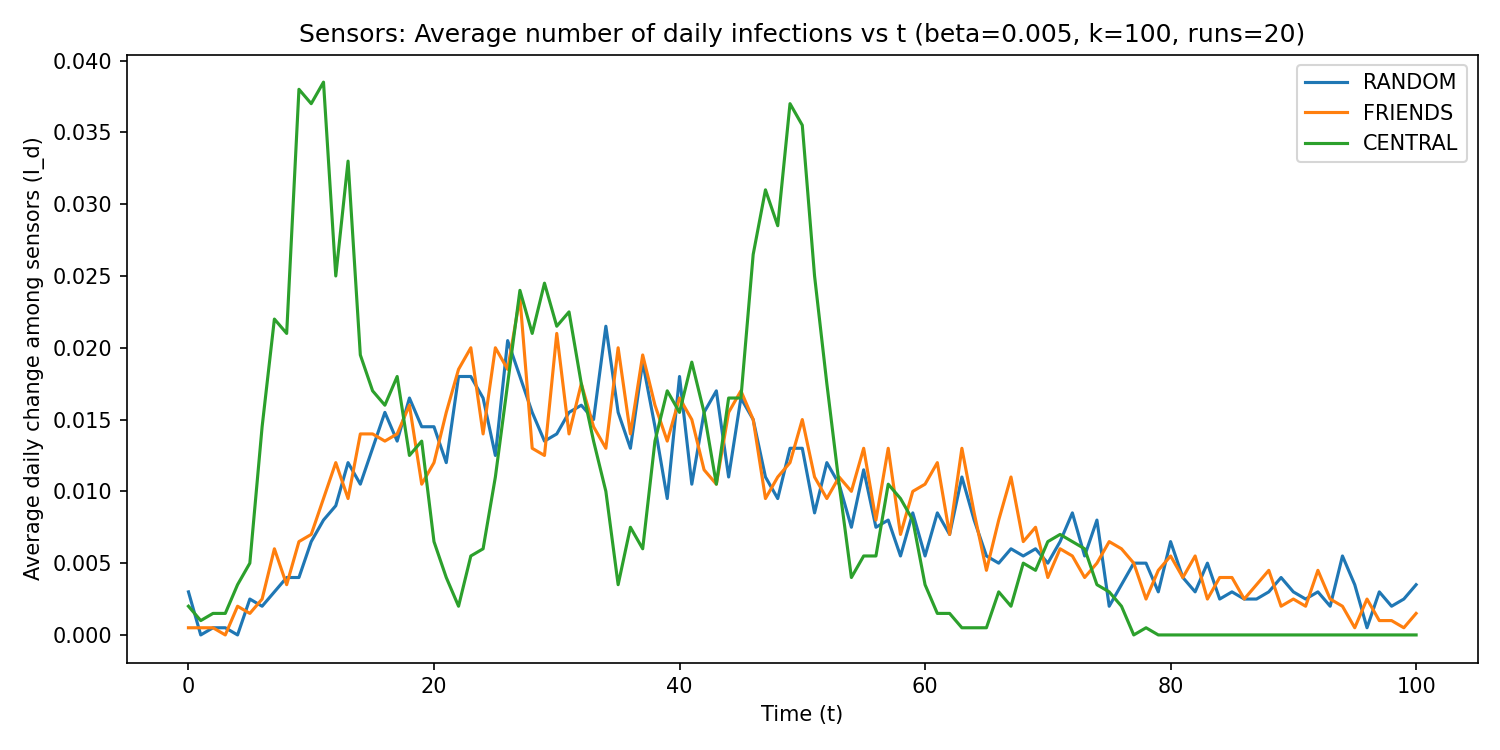 Sensors: Average number of daily infections vs t (beta=0.005, k=100, runs=20)
Average daily change among sensors (I_d)
0.040
0.035
0.030
0.025
0.020
0.015
0.010
0.005
0.000
RANDOM
FRIENDS
CENTRAL
0 20 40 60 80 100
Time (t)